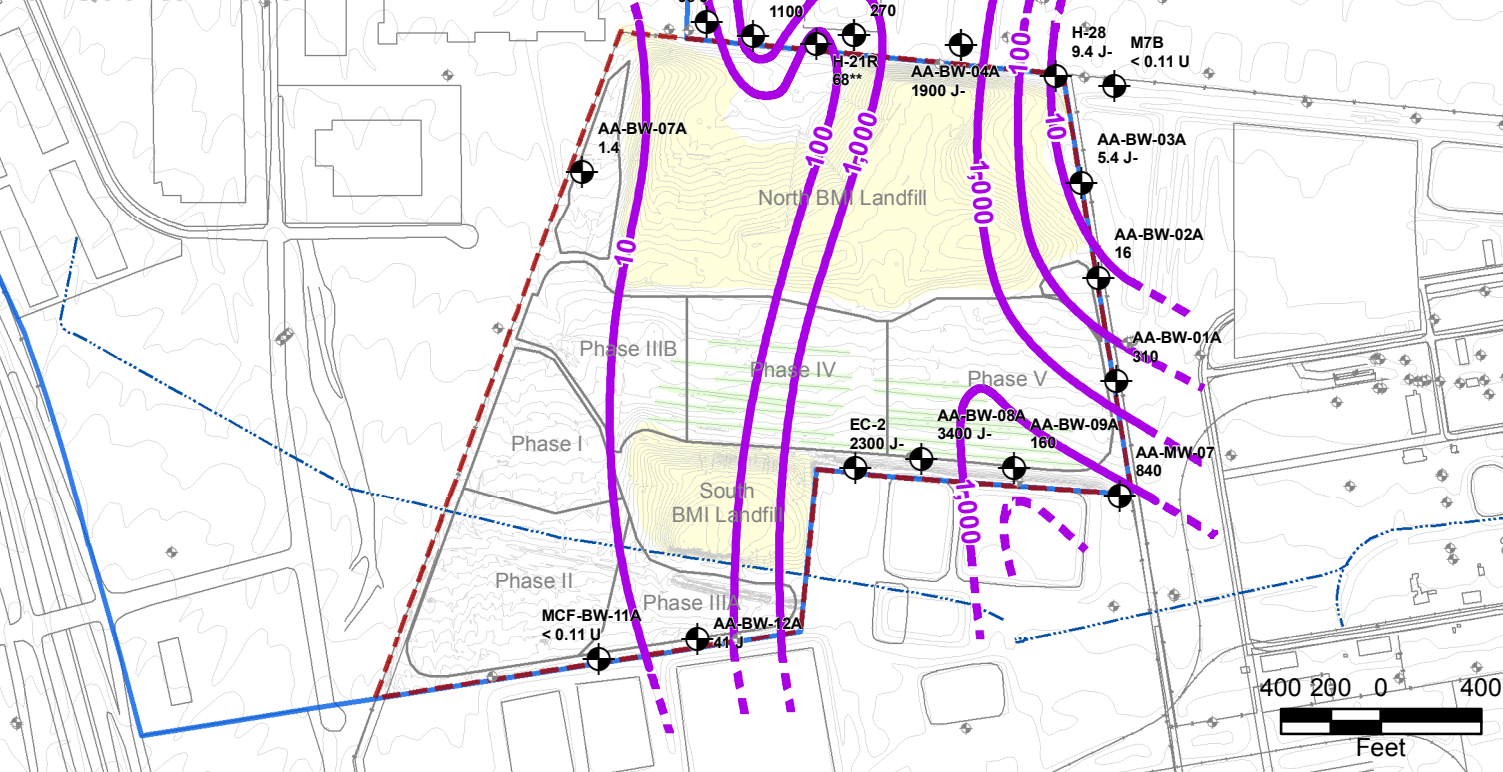 1100
270
H-21R
68**
AA-BW-04A
1900 J-
100
H-28
9.4 J-
M7B
< 0.11 U
10
AA-BW-07A
1.4
100
1,000
AA-BW-03A
5.4 J-
North BMI Landfill
1,000
10
AA-BW-02A
16
Phase IIIB
Phase IV
Phase V
AA-BW-01A
310
Phase I
EC-2
2300 J-
AA-BW-08A
3400 J-
AA-BW-09A
160
AA-MW-07
840
South
BMI Landfill
1,000
Phase II
Phase IIIA
MCF-BW-11A
< 0.11 U
AA-BW-12A
41 J
400 200 0 400
Feet